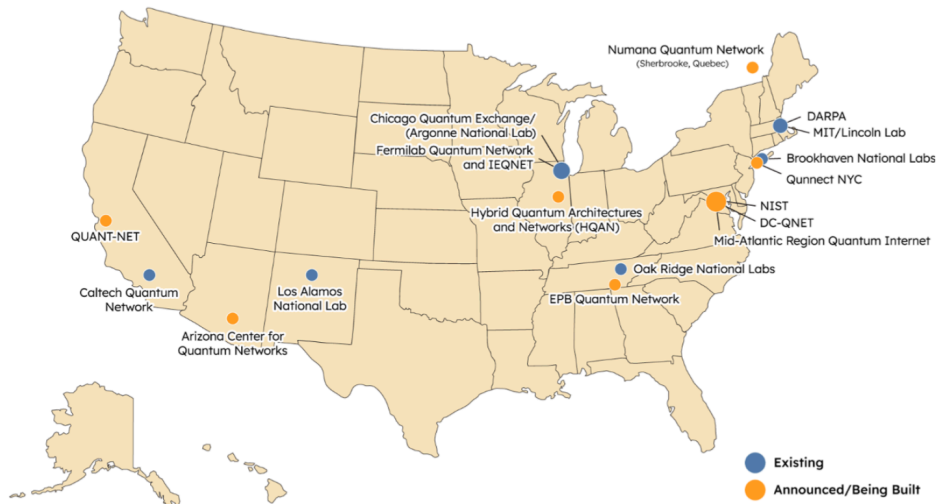 Numana Quantum Network
(Sherbrooke, Quebec)
Chicago Quantum Exchange/
(Argonne National Lab)
Fermilab Quantum Network
and IEQNET
DARPA
MIT/Lincoln Lab
Brookhaven National Labs
Qunnect NYC
NIST
DC-QNET
Mid-Atlantic Region Quantum Internet
Hybrid Quantum Architectures
and Networks (HQAN)
QUANT-NET
Oak Ridge National Labs
Caltech Quantum
Network
Los Alamos
National Lab
EPB Quantum Network
Arizona Center for
Quantum Networks
Existing
Announced/Being Built